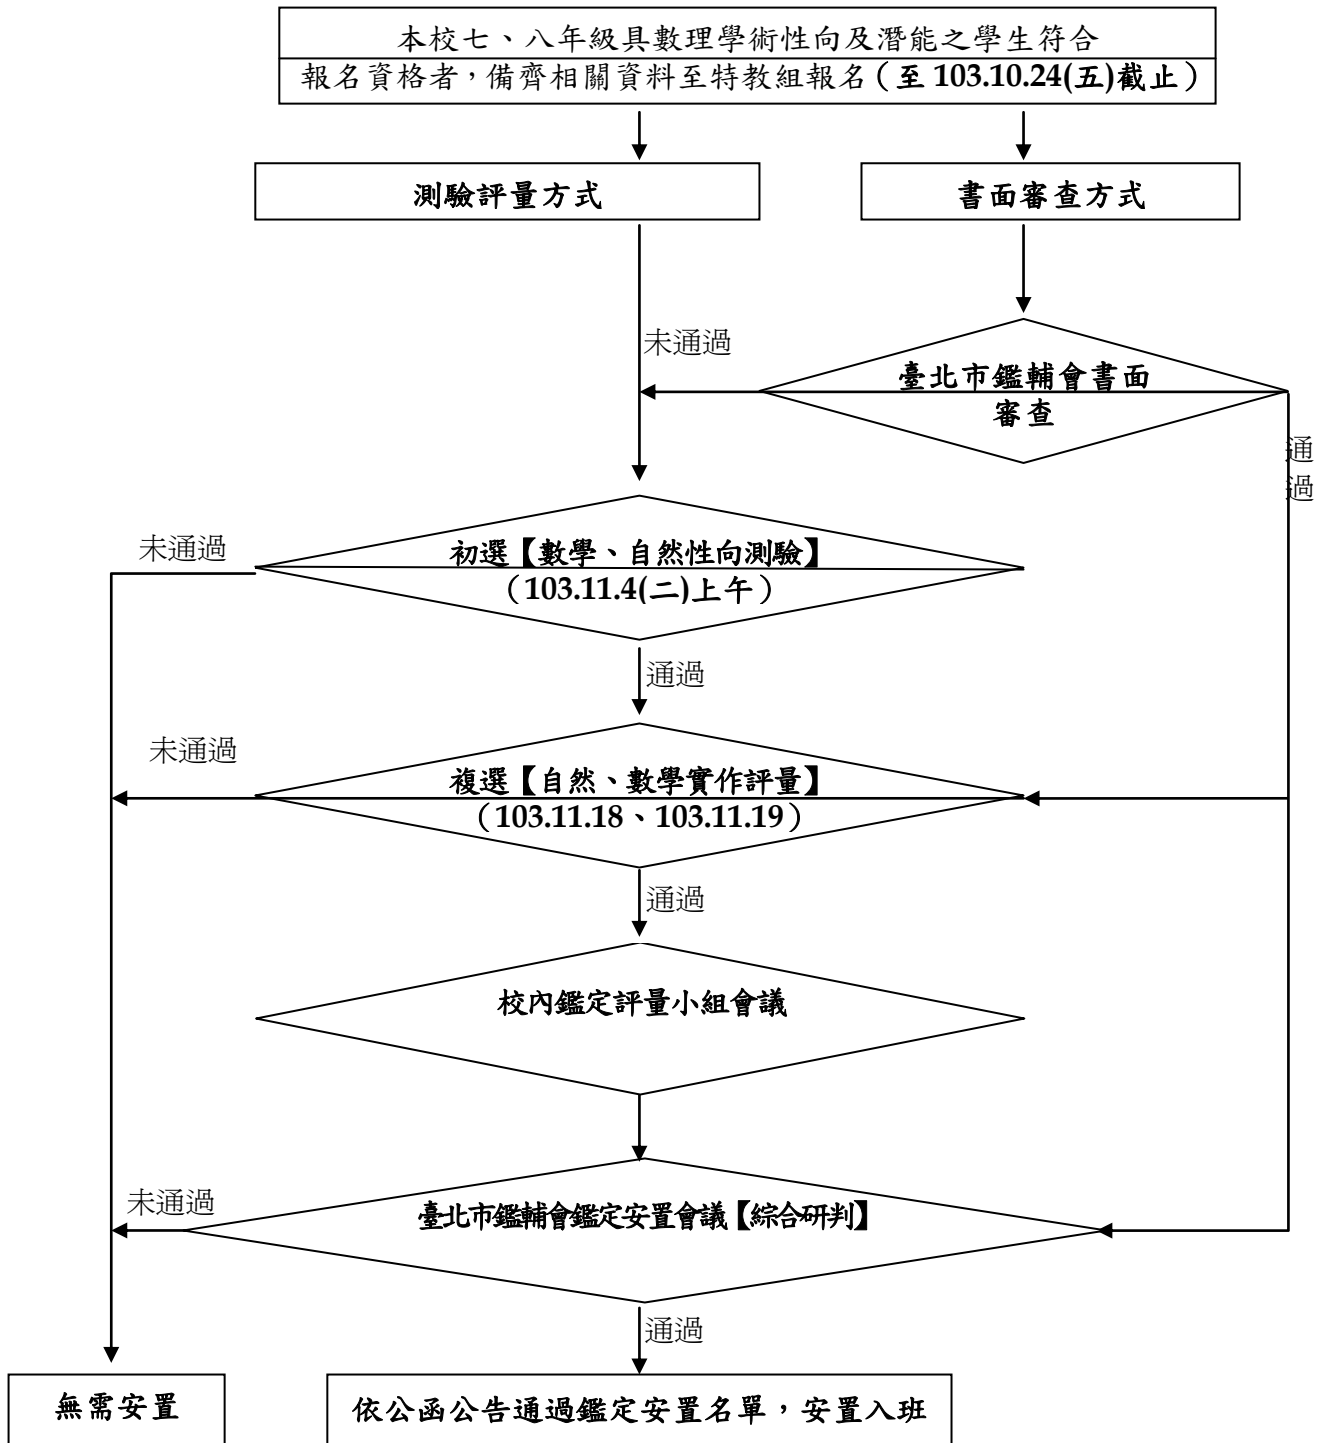 本校七、八年級具數理學術性向及潛能之學生符合
報名資格者，備齊相關資料至特教組報名（至 103.10.24(五)截止）
測驗評量方式
書面審查方式
未通過
臺北市鑑輔會書面
審查
通
過
未通過
初選【數學、自然性向測驗】
（103.11.4(二)上午）
通過
未通過
複選【自然、數學實作評量】
（103.11.18、103.11.19）
通過
校內鑑定評量小組會議
未通過
臺北市鑑輔會鑑定安置會議【綜合研判】
通過
無需安置
依公函公告通過鑑定安置名單，安置入班